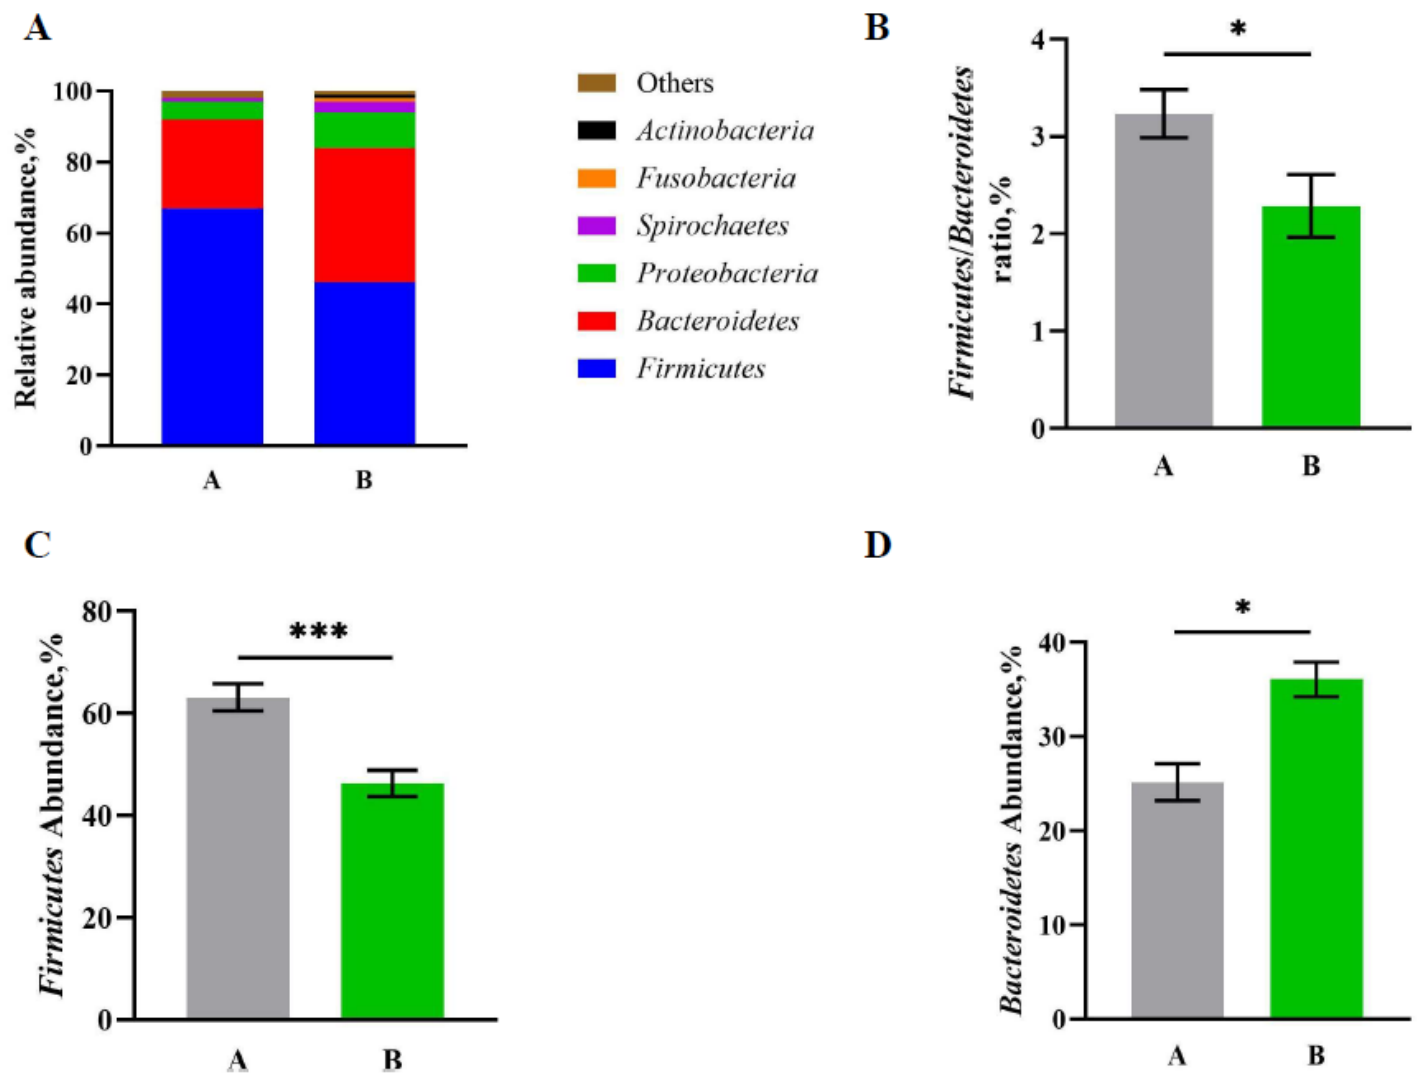 A
Relative abundance,%
100
80
60
40
20
0
A B
Others
Actinobacteria
Fusobacteria
Spirochaetes
Proteobacteria
Bacteroidetes
Firmicutes
B
Firmicutes/Bacteroidetes
ratio,%
4
3
2
1
0
*
A B
C
Firmicutes Abundance,%
80
60
40
20
0
***
A B
D
Bacteroidetes Abundance,%
40
30
20
10
0
*
A B